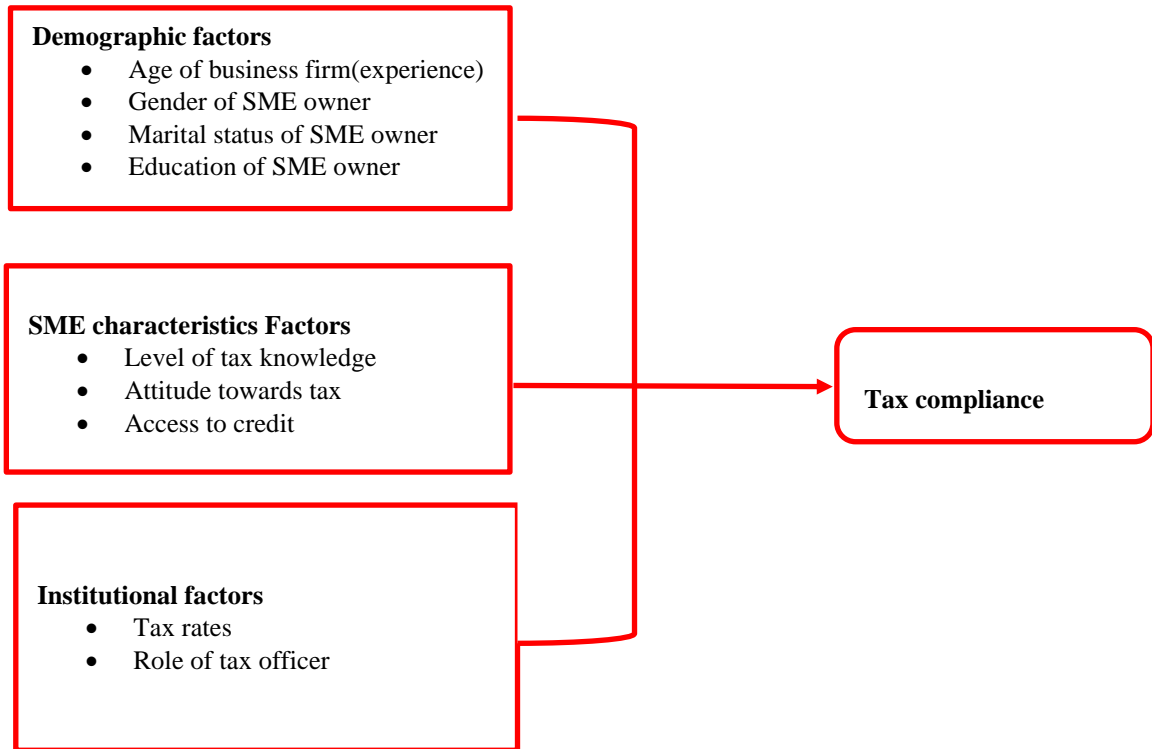 Demographic factors
• Age of business firm(experience)
• Gender of SME owner
• Marital status of SME owner
• Education of SME owner
SME characteristics Factors
• Level of tax knowledge
• Attitude towards tax
• Access to credit
Tax compliance
Institutional factors
• Tax rates
• Role of tax officer